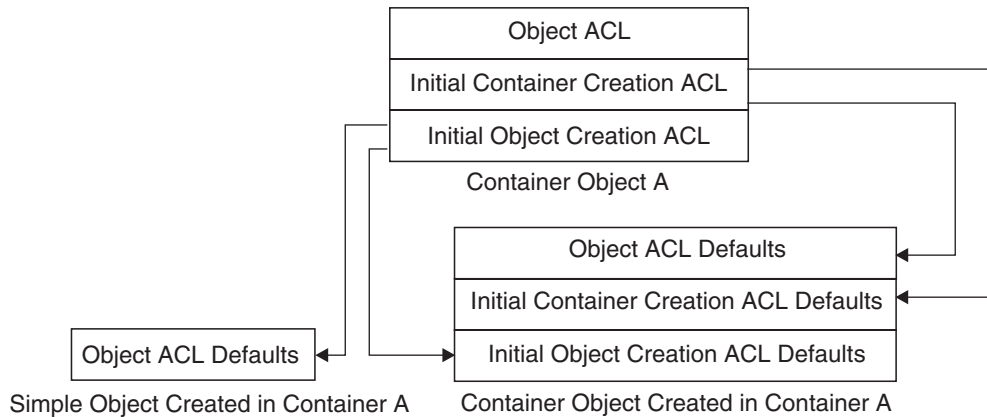 Object ACL
Initial Container Creation ACL
Initial Object Creation ACL
Container Object A
Object ACL Defaults
Initial Container Creation ACL Defaults
Initial Object Creation ACL Defaults
Container Object Created in Container A
Object ACL Defaults
Simple Object Created in Container A